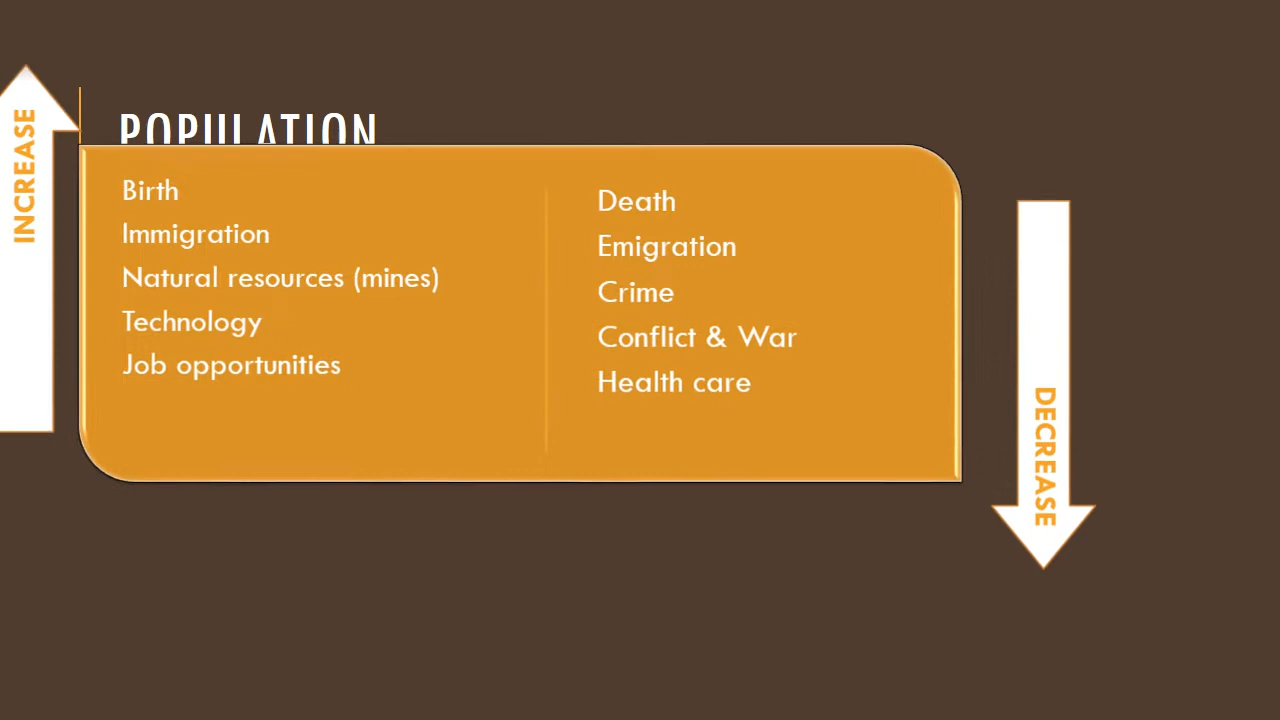 POPULATION
INCREASE
Birth
Immigration
Natural resources (mines)
Technology
Job opportunities
Death
Emigration
Crime
Conflict & War
Health care
DECREASE